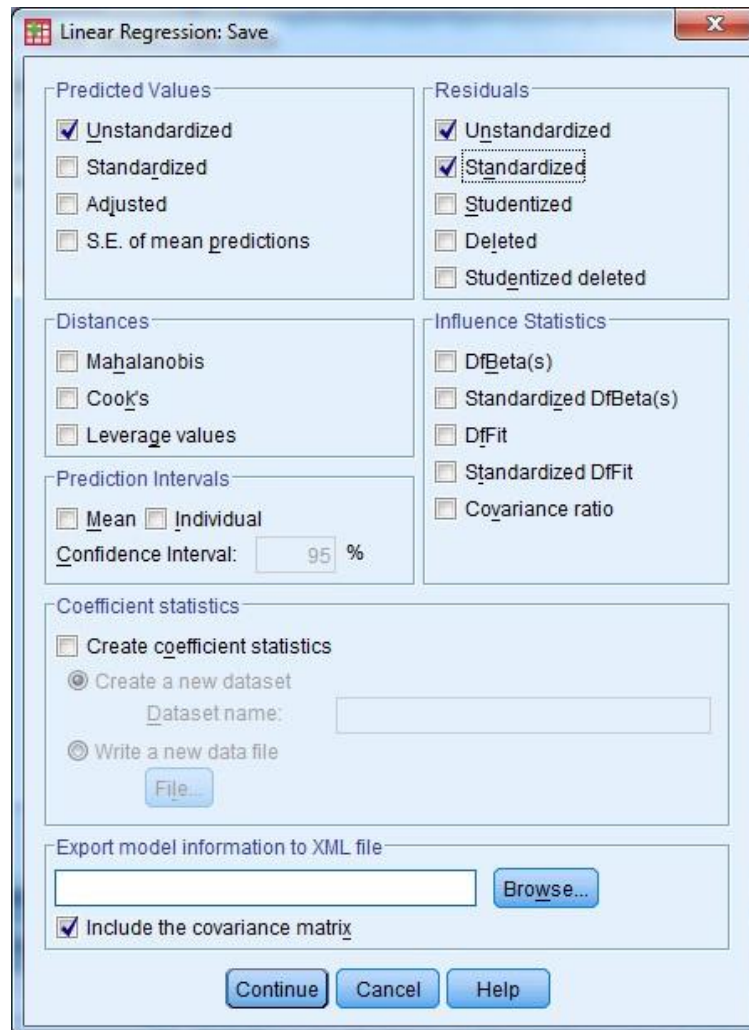 Linear Regression: Save
Predicted Values
Unstandardized
Standardized
Adjusted
S.E. of mean predictions
Residuals
Unstandardized
Standardized
Studentized
Deleted
Studentized deleted
Distances
Mahalanobis
Cook's
Leverage values
Influence Statistics
DfBeta(s)
Standardized DfBeta(s)
DfFit
Standardized DfFit
Covariance ratio
Prediction Intervals
Mean Individual
Confidence Interval: 95 %
Coefficient statistics
Create coefficient statistics
Create a new dataset
Dataset name:
Write a new data file
File...
Export model information to XML file
Browse...
Include the covariance matrix
Continue Cancel Help